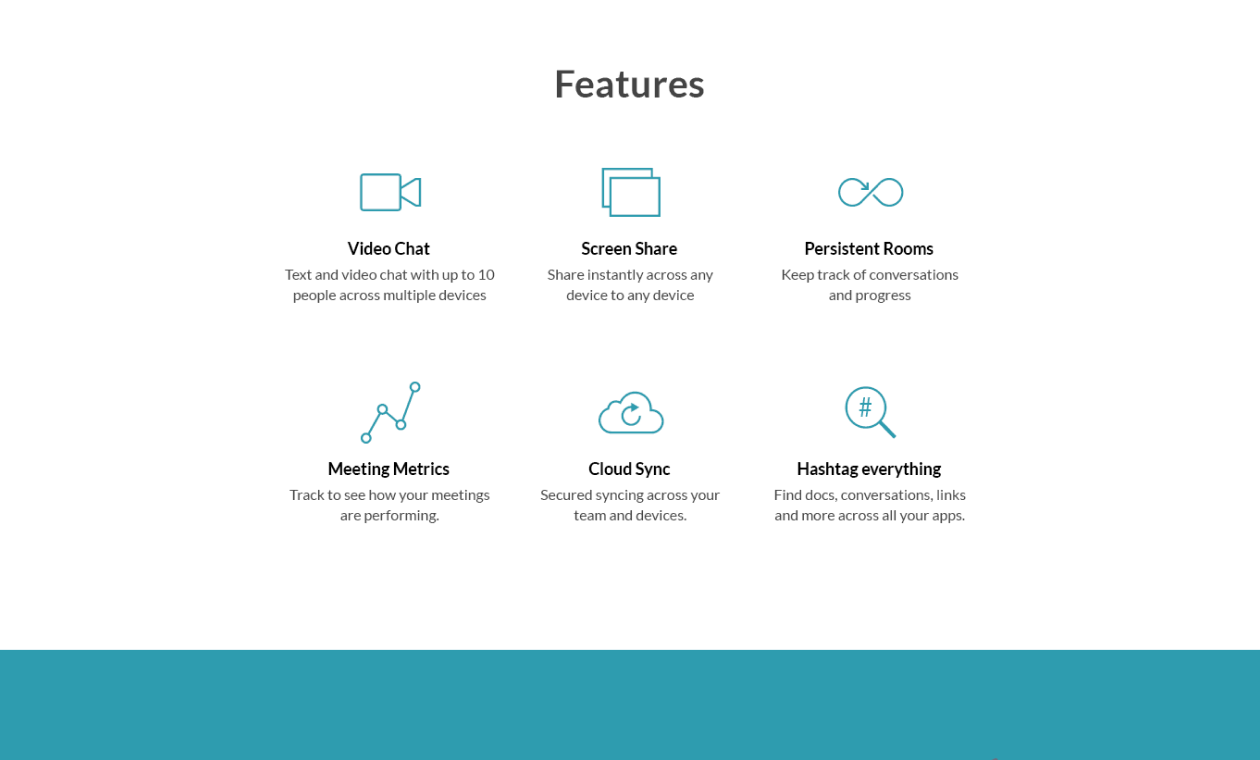 Features
Video Chat
Text and video chat with up to 10
people across multiple devices
Screen Share
Share instantly across any
device to any device
Persistent Rooms
Keep track of conversations
and progress
Meeting Metrics
Track to see how your meetings
are performing.
Cloud Sync
Secured syncing across your
team and devices.
#
Hashtag everything
Find docs, conversations, links
and more across all your apps.